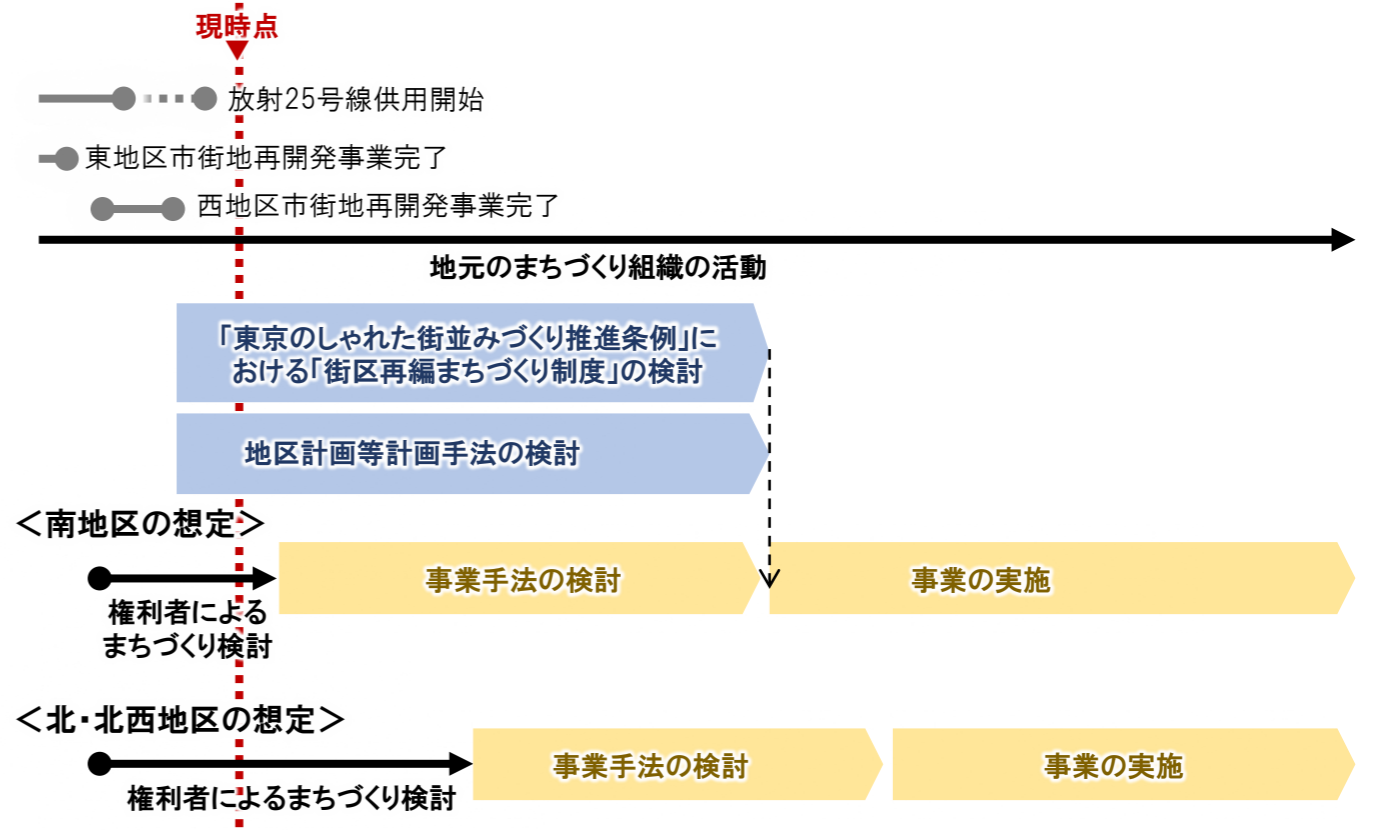 現時点
放射25号線供用開始
東地区市街地再開発事業完了
西地区市街地再開発事業完了
地元のまちづくり組織の活動
「東京のしゃれた街並みづくり推進条例」に
おける「街区再編まちづくり制度」の検討
地区計画等計画手法の検討
＜南地区の想定＞
事業手法の検討
事業の実施
権利者による
まちづくり検討
＜北・北西地区の想定＞
事業手法の検討
事業の実施
権利者によるまちづくり検討